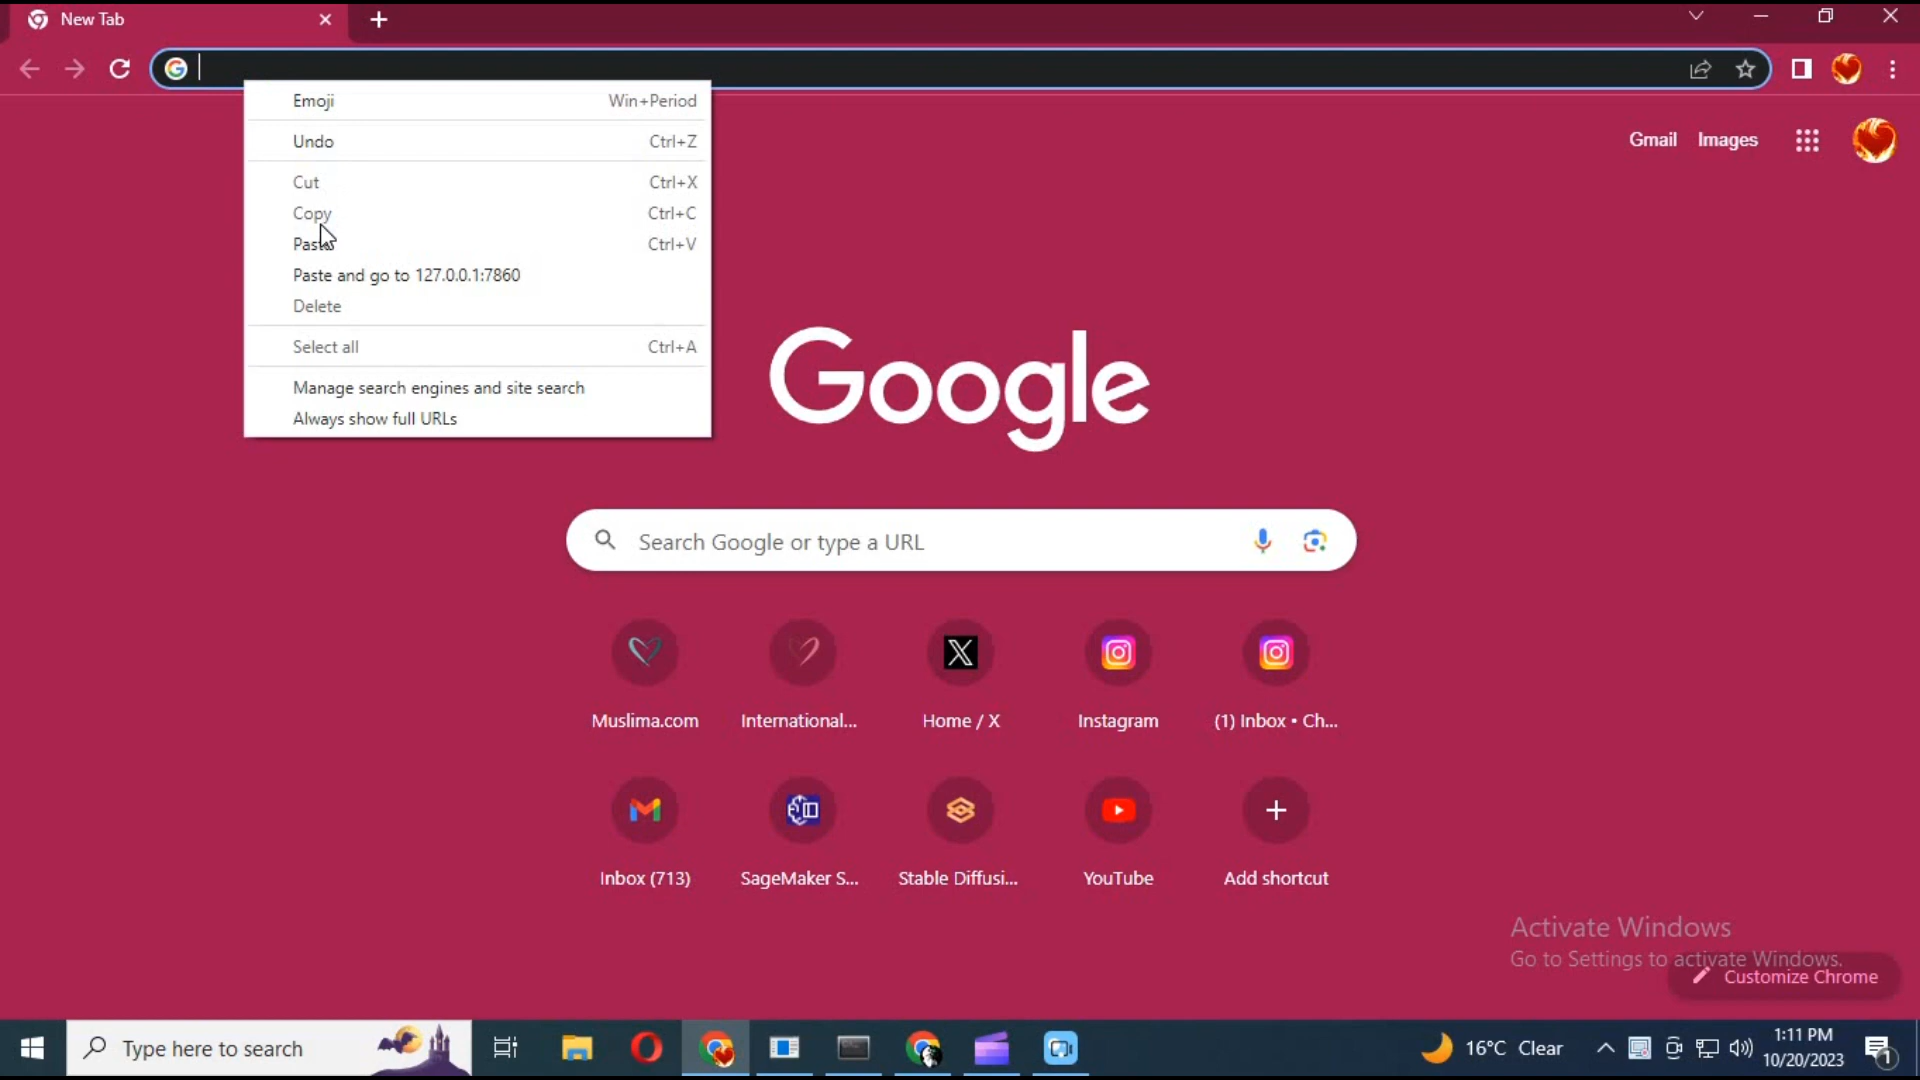 New Tab
Emoji Win+Period
Undo Ctrl+Z
Cut Ctrl+X
Copy Ctrl+C
Paste Ctrl+V
Paste and go to 127.0.0.1:7860
Delete
Select all Ctrl+A
Manage search engines and site search
Always show full URLs
Gmail Images
Google
Search Google or type a URL
Muslima.com International... Home / X Instagram (1) Inbox • Ch...
Inbox (713) SageMaker S... Stable Diffusi... YouTube Add shortcut
Activate Windows
Go to Settings to activate Windows.
Customize Chrome
Type here to search
16°C Clear
1:11 PM
10/20/2023
1